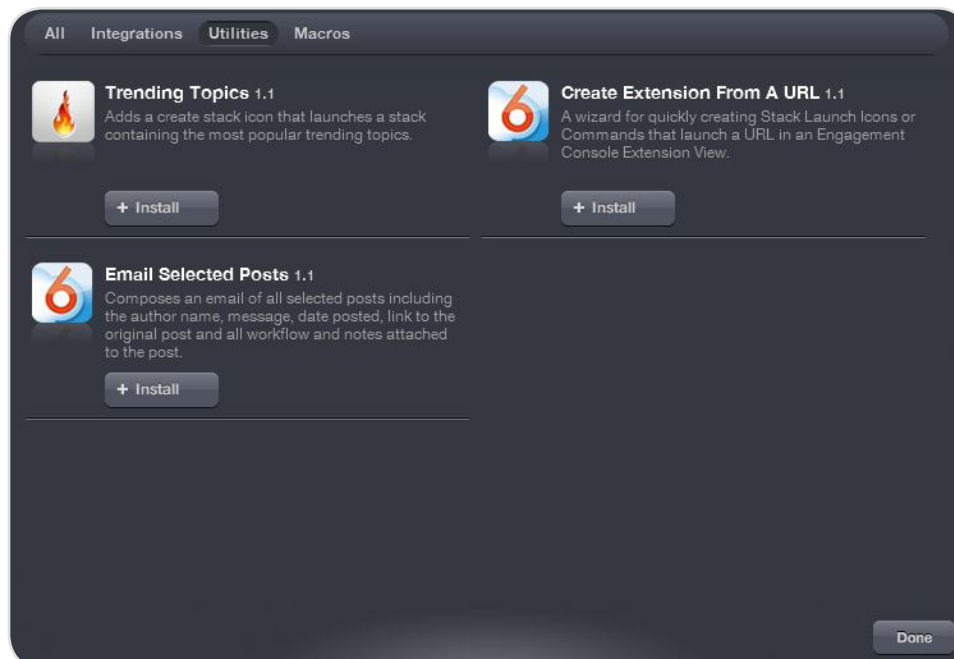 All Integrations Utilities Macros
Trending Topics 1.1
Adds a create stack icon that launches a stack
containing the most popular trending topics.
+ Install
6
Create Extension From A URL 1.1
A wizard for quickly creating Stack Launch Icons or
Commands that launch a URL in an Engagement
Console Extension View.
+ Install
6
Email Selected Posts 1.1
Composes an email of all selected posts including
the author name, message, date posted, link to the
original post and all workflow and notes attached
to the post.
+ Install
Done